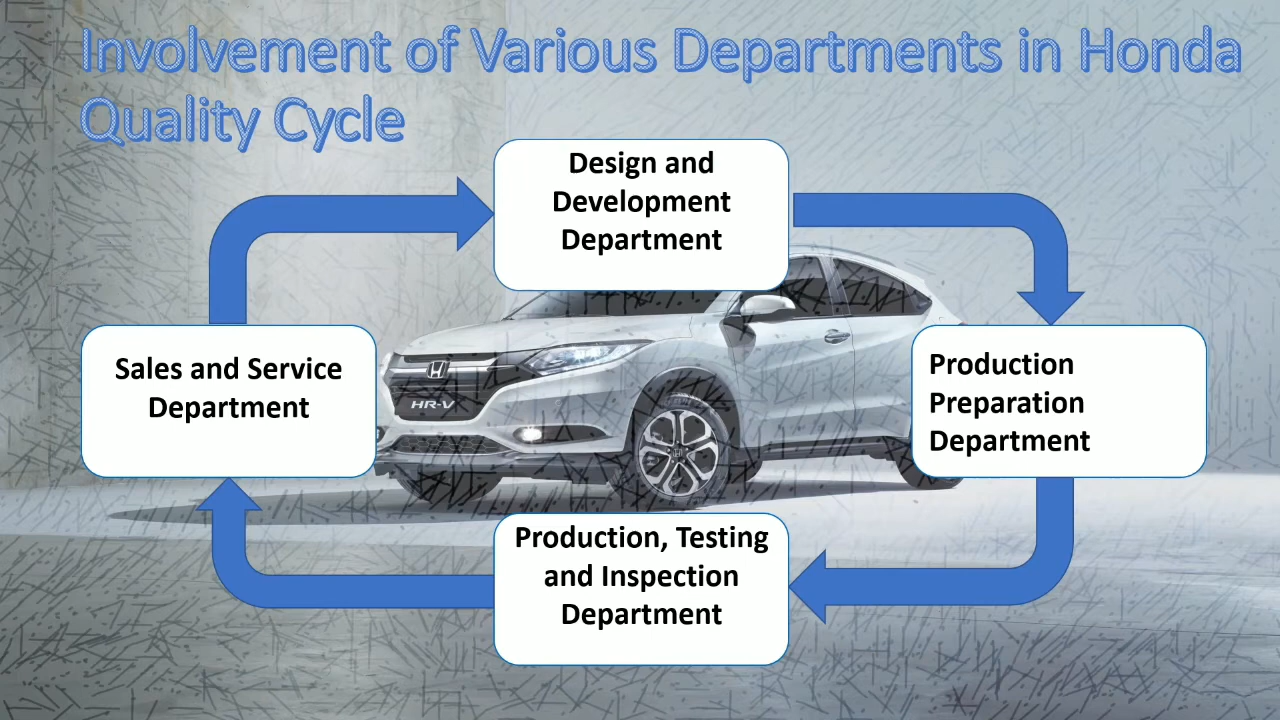 Involvement of Various Departments in Honda
Quality Cycle
Design and
Development
Department
Sales and Service
Department
Production
Preparation
Department
HR-V
Production, Testing
and Inspection
Department